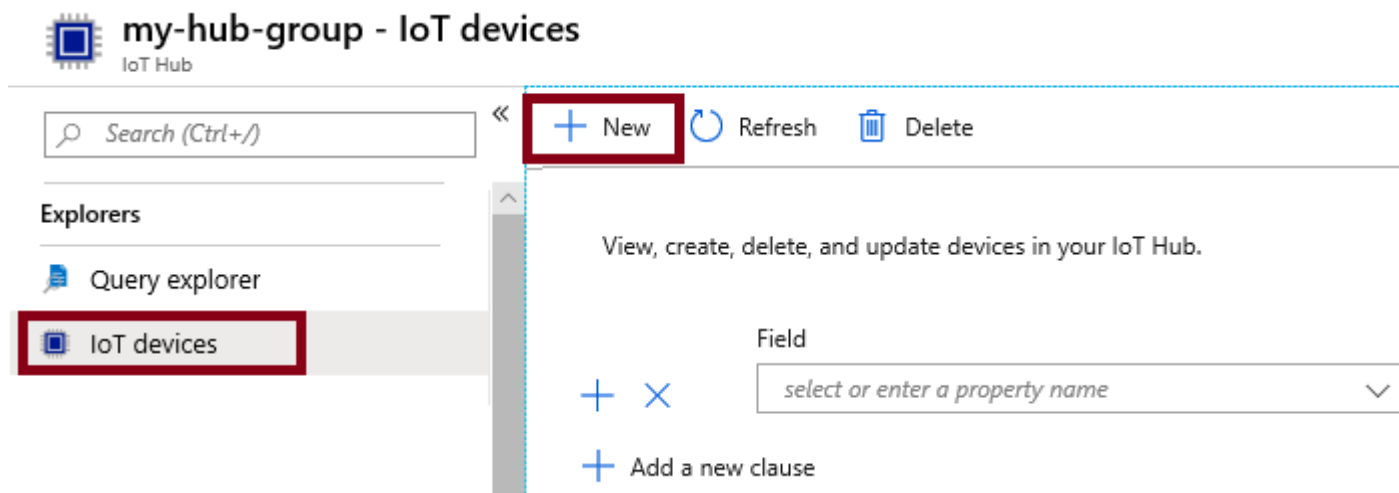 my-hub-group - IoT devices
IoT Hub
Search (Ctrl+/)
«
New
Refresh
Delete
Explorers
Query explorer
IoT devices
View, create, delete, and update devices in your IoT Hub.
Field
select or enter a property name
Add a new clause